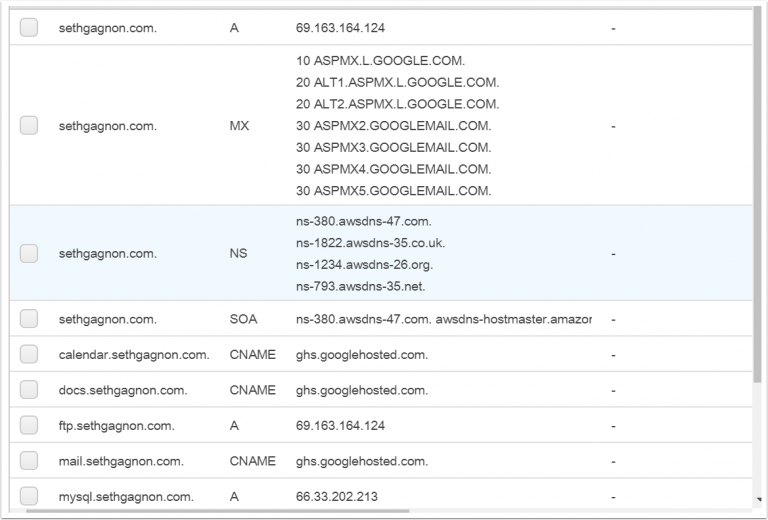 sethgagnon.com. A 69.163.164.124 -
10 ASPMX.L.GOOGLE.COM.
20 ALT1.ASPMX.L.GOOGLE.COM.
20 ALT2.ASPMX.L.GOOGLE.COM.
sethgagnon.com. MX 30 ASPMX2.GOOGLEMAIL.COM. -
30 ASPMX3.GOOGLEMAIL.COM.
30 ASPMX4.GOOGLEMAIL.COM.
30 ASPMX5.GOOGLEMAIL.COM.
ns-380.awsdns-47.com.
ns-1822.awsdns-35.co.uk.
sethgagnon.com. NS -
ns-1234.awsdns-26.org.
ns-793.awsdns-35.net.
sethgagnon.com. SOA ns-380.awsdns-47.com. awsdns-hostmaster.amazor -
calendar.sethgagnon.com. CNAME ghs.googlehosted.com. -
docs.sethgagnon.com. CNAME ghs.googlehosted.com. -
ftp.sethgagnon.com. A 69.163.164.124 -
mail.sethgagnon.com. CNAME ghs.googlehosted.com. -
mysql.sethgagnon.com. A 66.33.202.213 -